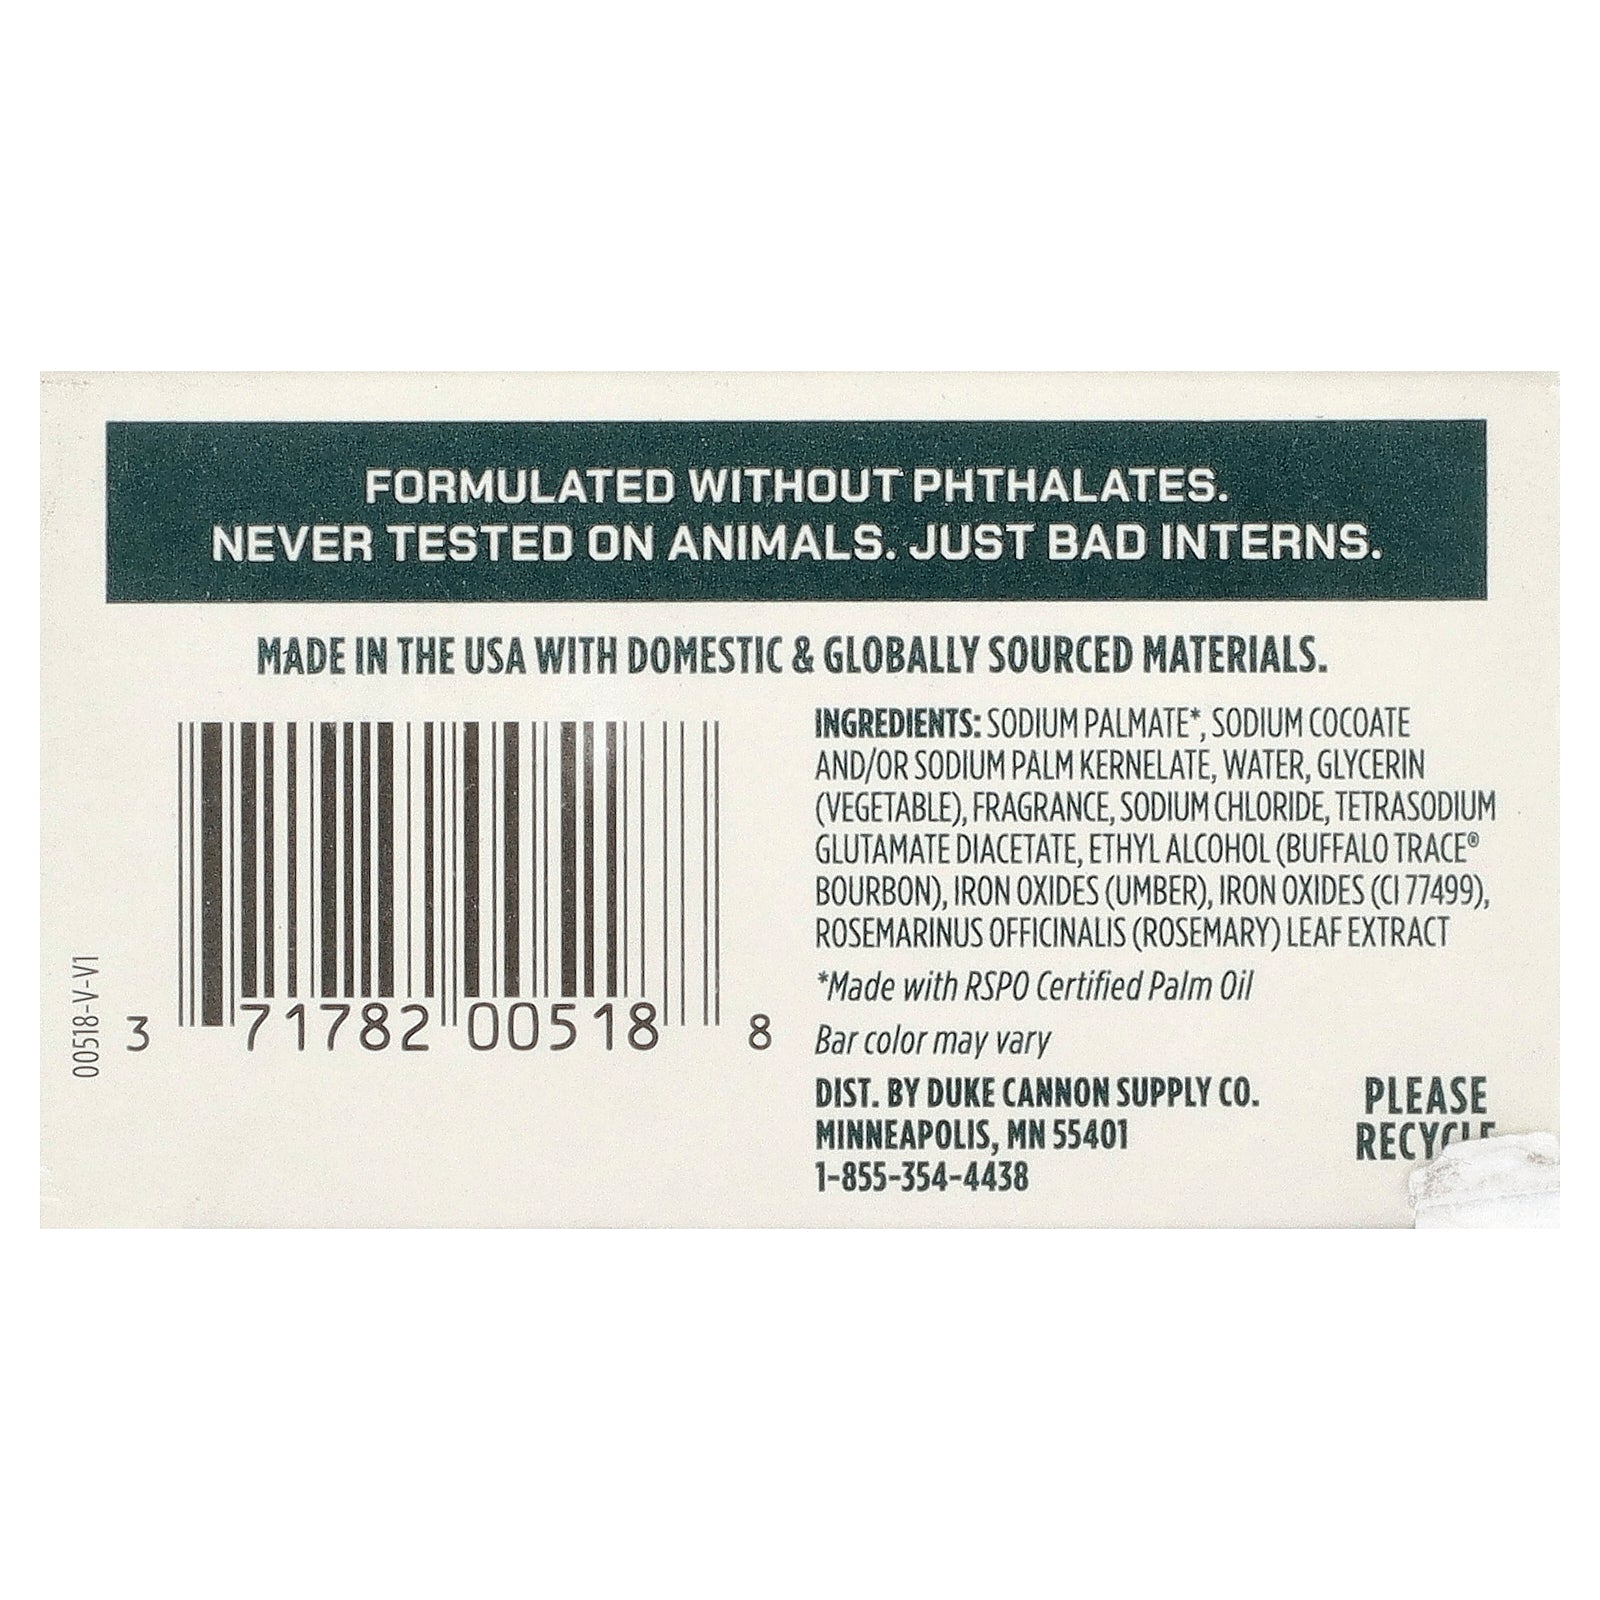 FORMULATED WITHOUT PHTHALATES.
NEVER TESTED ON ANIMALS. JUST BAD INTERNS.
MADE IN THE USA WITH DOMESTIC & GLOBALLY SOURCED MATERIALS.
00518-V-V1
3 71782 00518 8
INGREDIENTS: SODIUM PALMATE*, SODIUM COCOATE
AND/OR SODIUM PALM KERNELATE, WATER, GLYCERIN
(VEGETABLE), FRAGRANCE, SODIUM CHLORIDE, TETRASODIUM
GLUTAMATE DIACETATE, ETHYL ALCOHOL (BUFFALO TRACE®
BOURBON), IRON OXIDES (UMBER), IRON OXIDES (CI 77499),
ROSEMARINUS OFFICINALIS (ROSEMARY) LEAF EXTRACT
*Made with RSPO Certified Palm Oil
Bar color may vary
DIST. BY DUKE CANNON SUPPLY CO.
MINNEAPOLIS, MN 55401
1-855-354-4438
PLEASE
RECYCLE